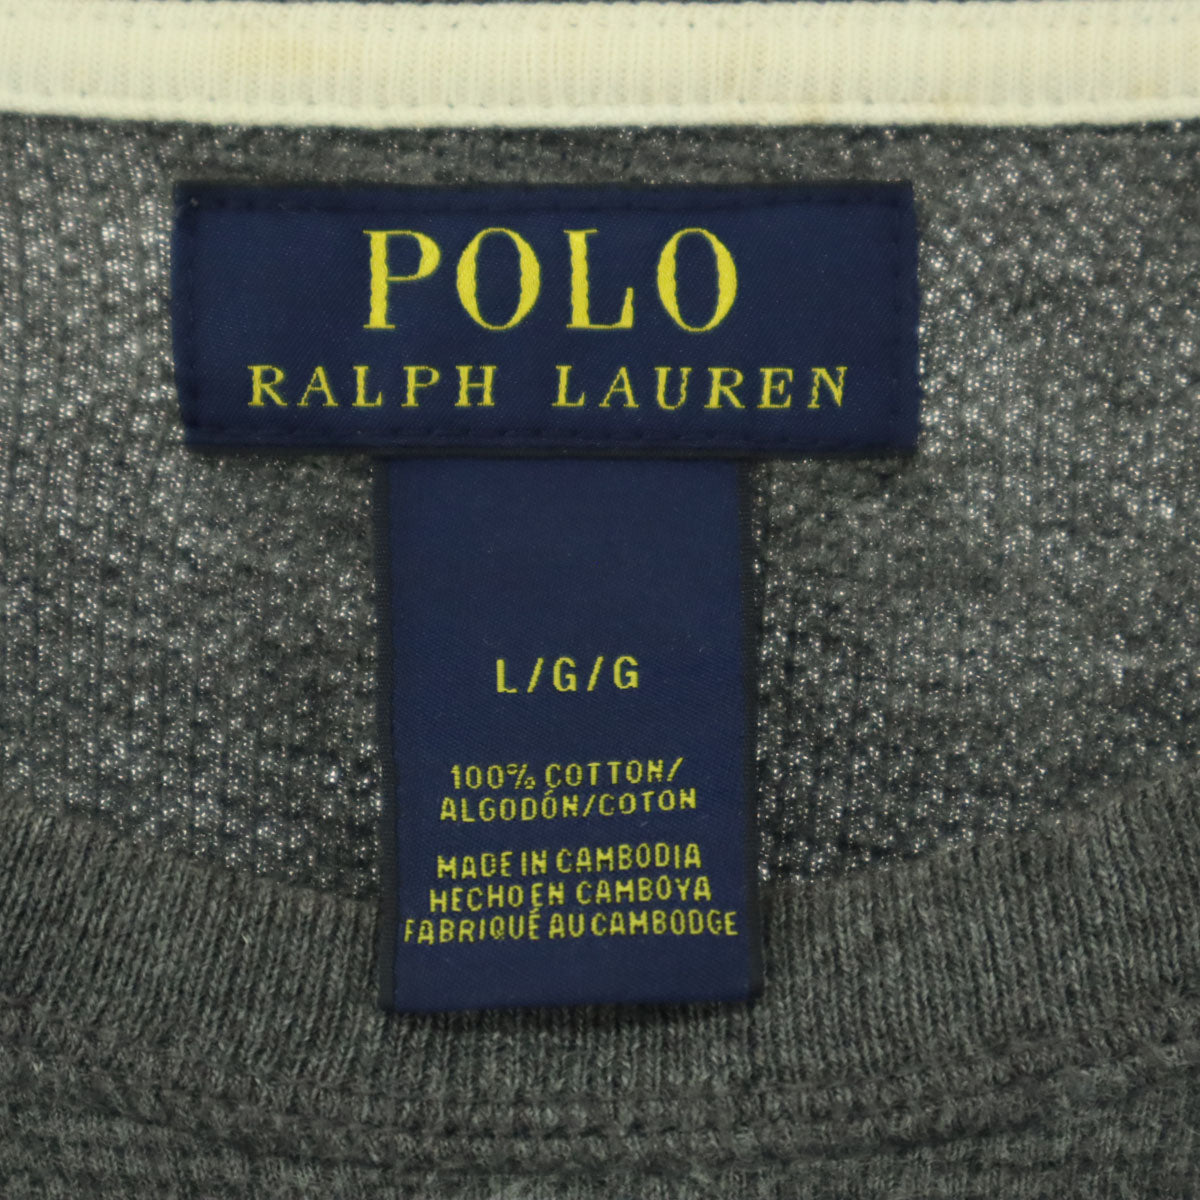 POLO
RALPH LAUREN
L/G/G
100% COTTON/
ALGODÓN/COTON
MADE IN CAMBODIA
HECHO EN CAMBOYA
FABRIQUÉ AU CAMBODGE